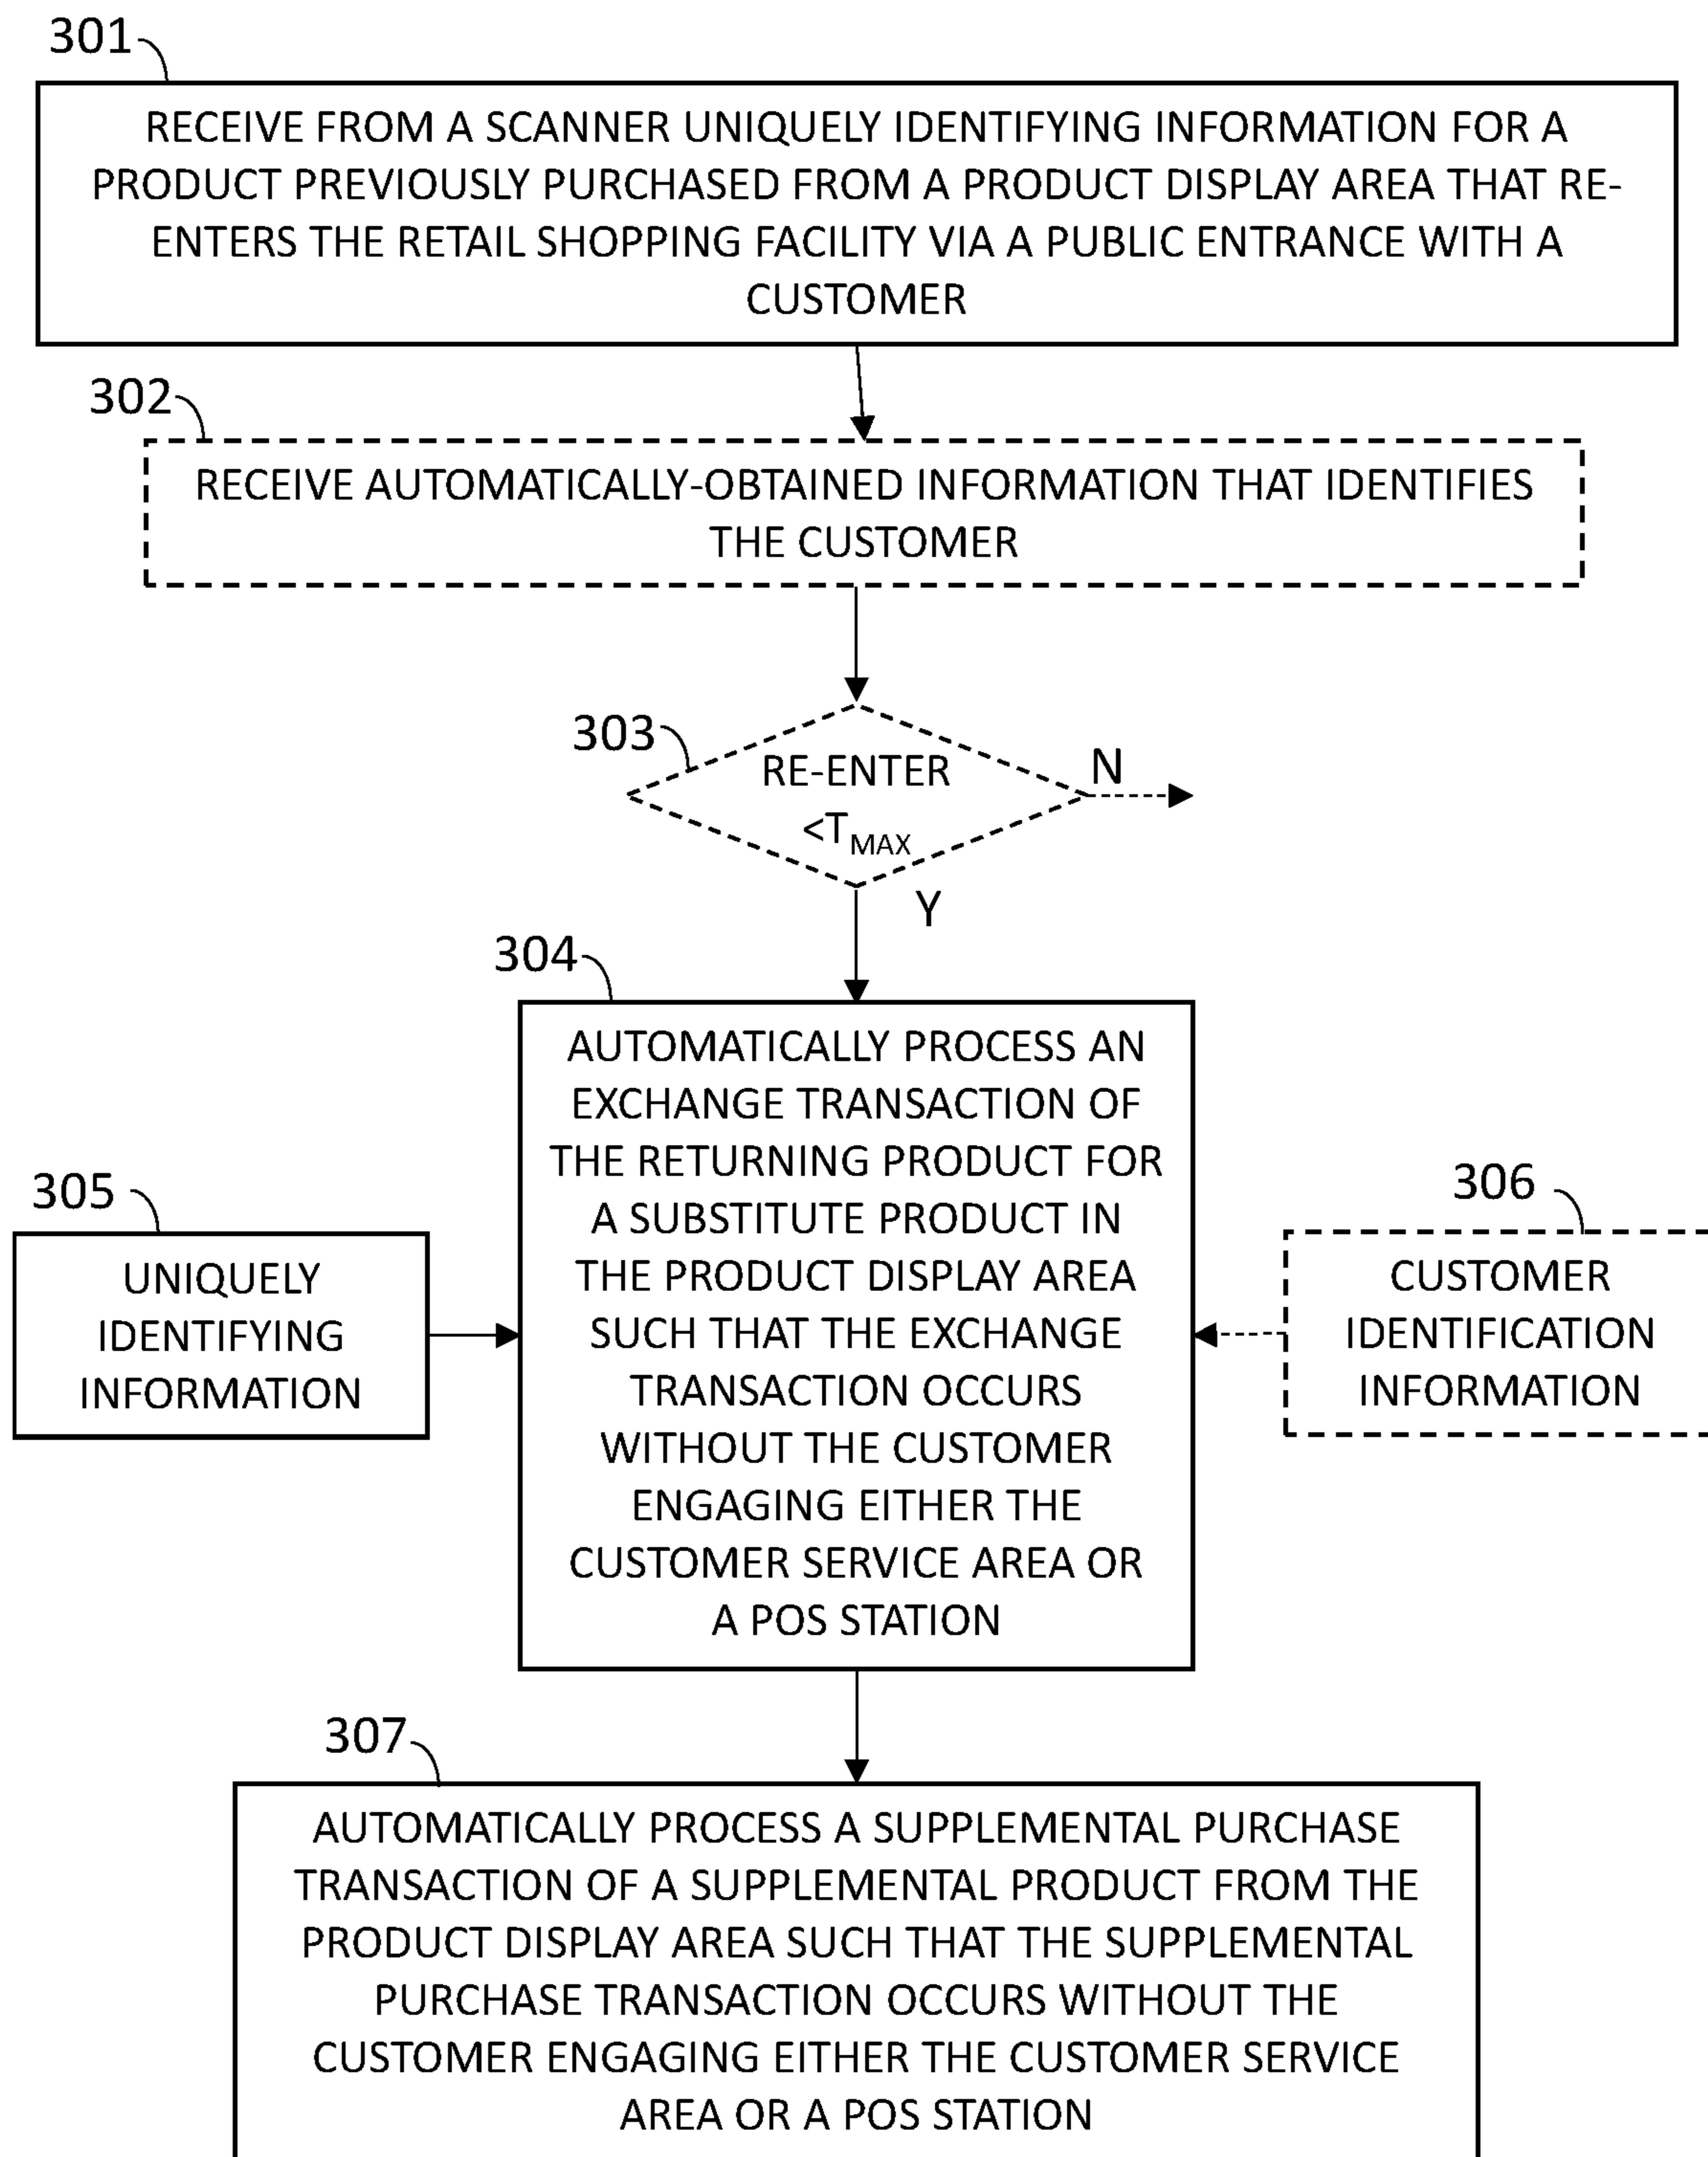 301
RECEIVE FROM A SCANNER UNIQUELY IDENTIFYING INFORMATION FOR A
PRODUCT PREVIOUSLY PURCHASED FROM A PRODUCT DISPLAY AREA THAT RE-
ENTERS THE RETAIL SHOPPING FACILITY VIA A PUBLIC ENTRANCE WITH A
CUSTOMER
302
RECEIVE AUTOMATICALLY-OBTAINED INFORMATION THAT IDENTIFIES
THE CUSTOMER
303
RE-ENTER
<TMAX
N
Y
304
AUTOMATICALLY PROCESS AN
EXCHANGE TRANSACTION OF
THE RETURNING PRODUCT FOR
A SUBSTITUTE PRODUCT IN
THE PRODUCT DISPLAY AREA
SUCH THAT THE EXCHANGE
TRANSACTION OCCURS
WITHOUT THE CUSTOMER
ENGAGING EITHER THE
CUSTOMER SERVICE AREA OR
A POS STATION
305
UNIQUELY
IDENTIFYING
INFORMATION
306
CUSTOMER
IDENTIFICATION
INFORMATION
307
AUTOMATICALLY PROCESS A SUPPLEMENTAL PURCHASE
TRANSACTION OF A SUPPLEMENTAL PRODUCT FROM THE
PRODUCT DISPLAY AREA SUCH THAT THE SUPPLEMENTAL
PURCHASE TRANSACTION OCCURS WITHOUT THE
CUSTOMER ENGAGING EITHER THE CUSTOMER SERVICE
AREA OR A POS STATION